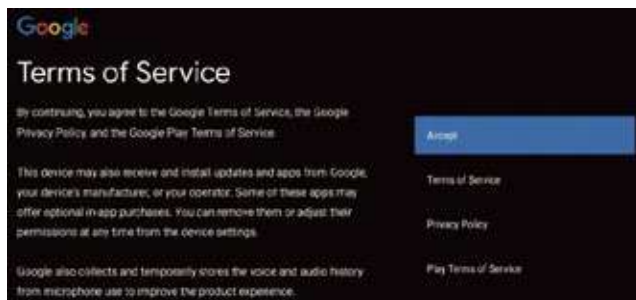 Google
Terms of Service
By continuing, you agree to the Google Terms of Service, the Google
Privacy Policy, and the Google Play Terms of Service.
This device may also receive and install updates and apps from Google,
your device's manufacturer, or your operator. Some of these apps may
offer optional in-app purchases. You can remove them or adjust their
permissions at any time from the device settings.
Google also collects and temporarily stores the voice and audio history
from microphone use to improve the product experience.
Accept
Terms of Service
Privacy Policy
Play Terms of Service